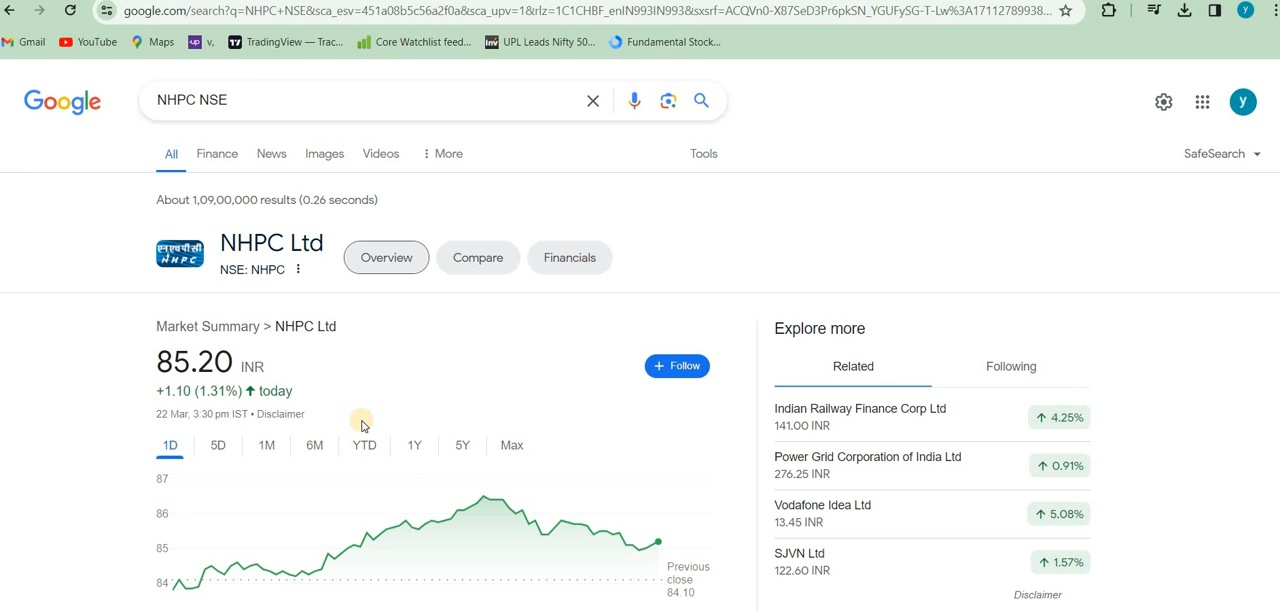 google.com/search?q=NHPC+NSE&sca_esv=451a08b5c56a2f0a&sca_upv=1&rlz=1C1CHBF_enIN993IN993&sxsrf=ACQVn0-X87SeD3Pr6pkSN_YGUFySG-T-Lw%3A17112789938... y
Gmail YouTube Maps up v, 17 TradingView — Trac... Core Watchlist feed... Inv UPL Leads Nifty 50... Fundamental Stock...
Google NHPC NSE y
All Finance News Images Videos More Tools SafeSearch
About 1,09,00,000 results (0.26 seconds)
एनएचपीसी
NHPC
NHPC Ltd
NSE: NHPC
Overview Compare Financials
Market Summary > NHPC Ltd
85.20 INR
+ Follow
+1.10 (1.31%) ↑ today
22 Mar, 3:30 pm IST • Disclaimer
1D 5D 1M 6M YTD 1Y 5Y Max
87
86
85
84
Previous
close
84.10
Explore more
Related Following
Indian Railway Finance Corp Ltd
141.00 INR
↑ 4.25%
Power Grid Corporation of India Ltd
276.25 INR
↑ 0.91%
Vodafone Idea Ltd
13.45 INR
↑ 5.08%
SJVN Ltd
122.60 INR
↑ 1.57%
Disclaimer